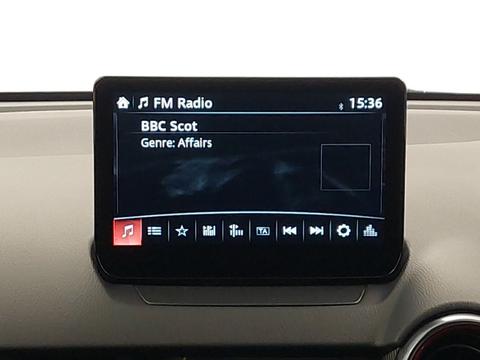 FM Radio 15:36
BBC Scot
Genre: Affairs
TA